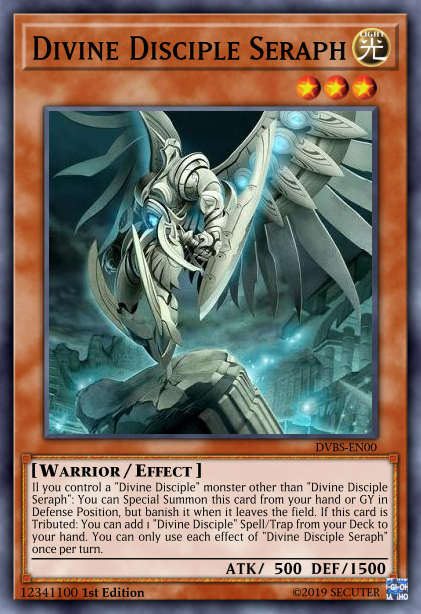 DIVINE DISCIPLE SERAPH
LIGHT
光
DVBS-EN00
[WARRIOR / EFFECT]
II you control a "Divine Disciple" monster other than "Divine Disciple
Seraph": You can Special Summon this card from your hand or GY in
Defense Position, but banish it when it leaves the field. If this card is
Tributed: You can add 1 "Divine Disciple" Spell/Trap from your Deck to
your hand. You can only use each effect of "Divine Disciple Seraph"
once per turn.
ATK/ 500 DEF/1500
12341100 1st Edition
©2019 SECUTER